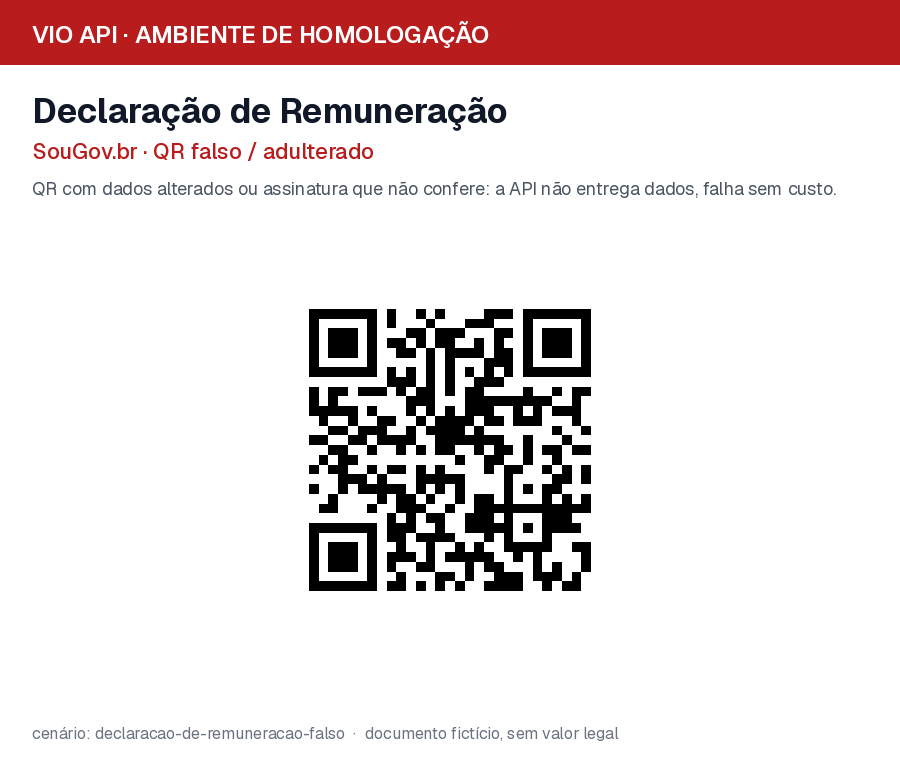 VIO API · AMBIENTE DE HOMOLOGAÇÃO
Declaração de Remuneração
SouGov.br · QR falso / adulterado
QR com dados alterados ou assinatura que não confere: a API não entrega dados, falha sem custo.
cenário: declaracao-de-remuneracao-falso · documento fictício, sem valor legal